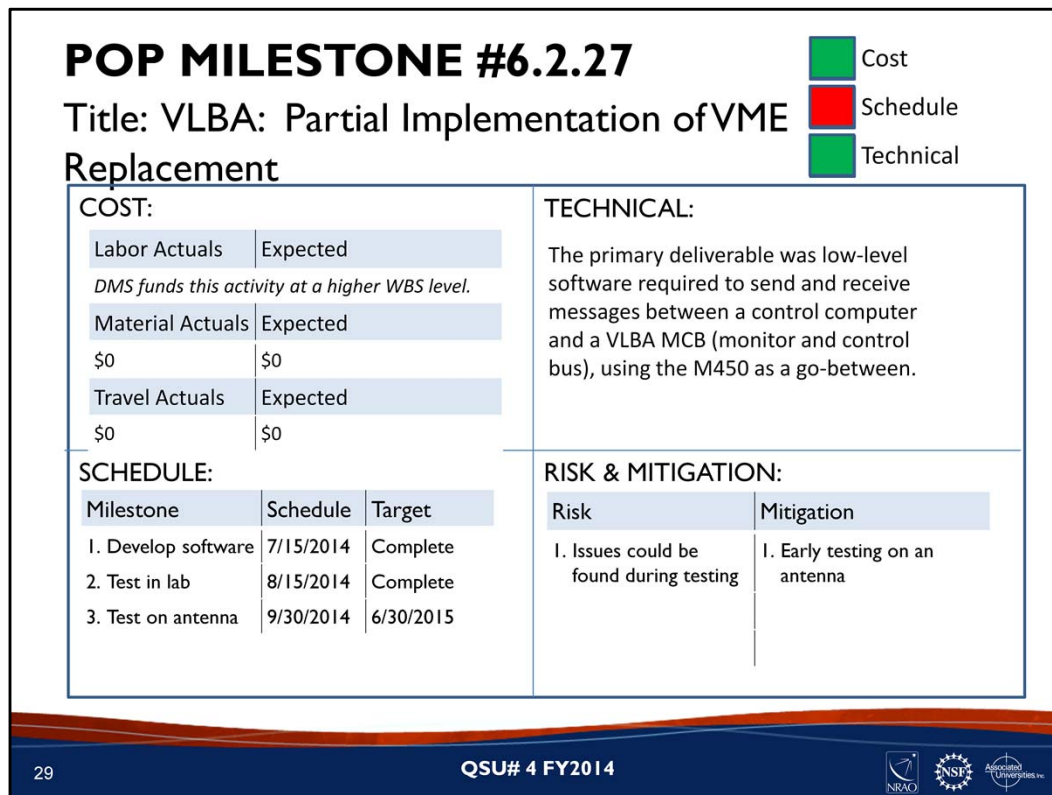 POP MILESTONE #6.2.27
Title: VLBA: Partial Implementation of VME
Replacement
Cost
Schedule
Technical
COST:
Labor Actuals Expected
DMS funds this activity at a higher WBS level.
Material Actuals Expected
$0 $0
Travel Actuals Expected
$0 $0
TECHNICAL:
The primary deliverable was low-level
software required to send and receive
messages between a control computer
and a VLBA MCB (monitor and control
bus), using the M450 as a go-between.
SCHEDULE:
Milestone Schedule Target
1. Develop software 7/15/2014 Complete
2. Test in lab 8/15/2014 Complete
3. Test on antenna 9/30/2014 6/30/2015
RISK & MITIGATION:
Risk Mitigation
1. Issues could be 1. Early testing on an
found during testing antenna
29
QSU# 4 FY2014
NRAO
NSF
Associated
Universities, Inc